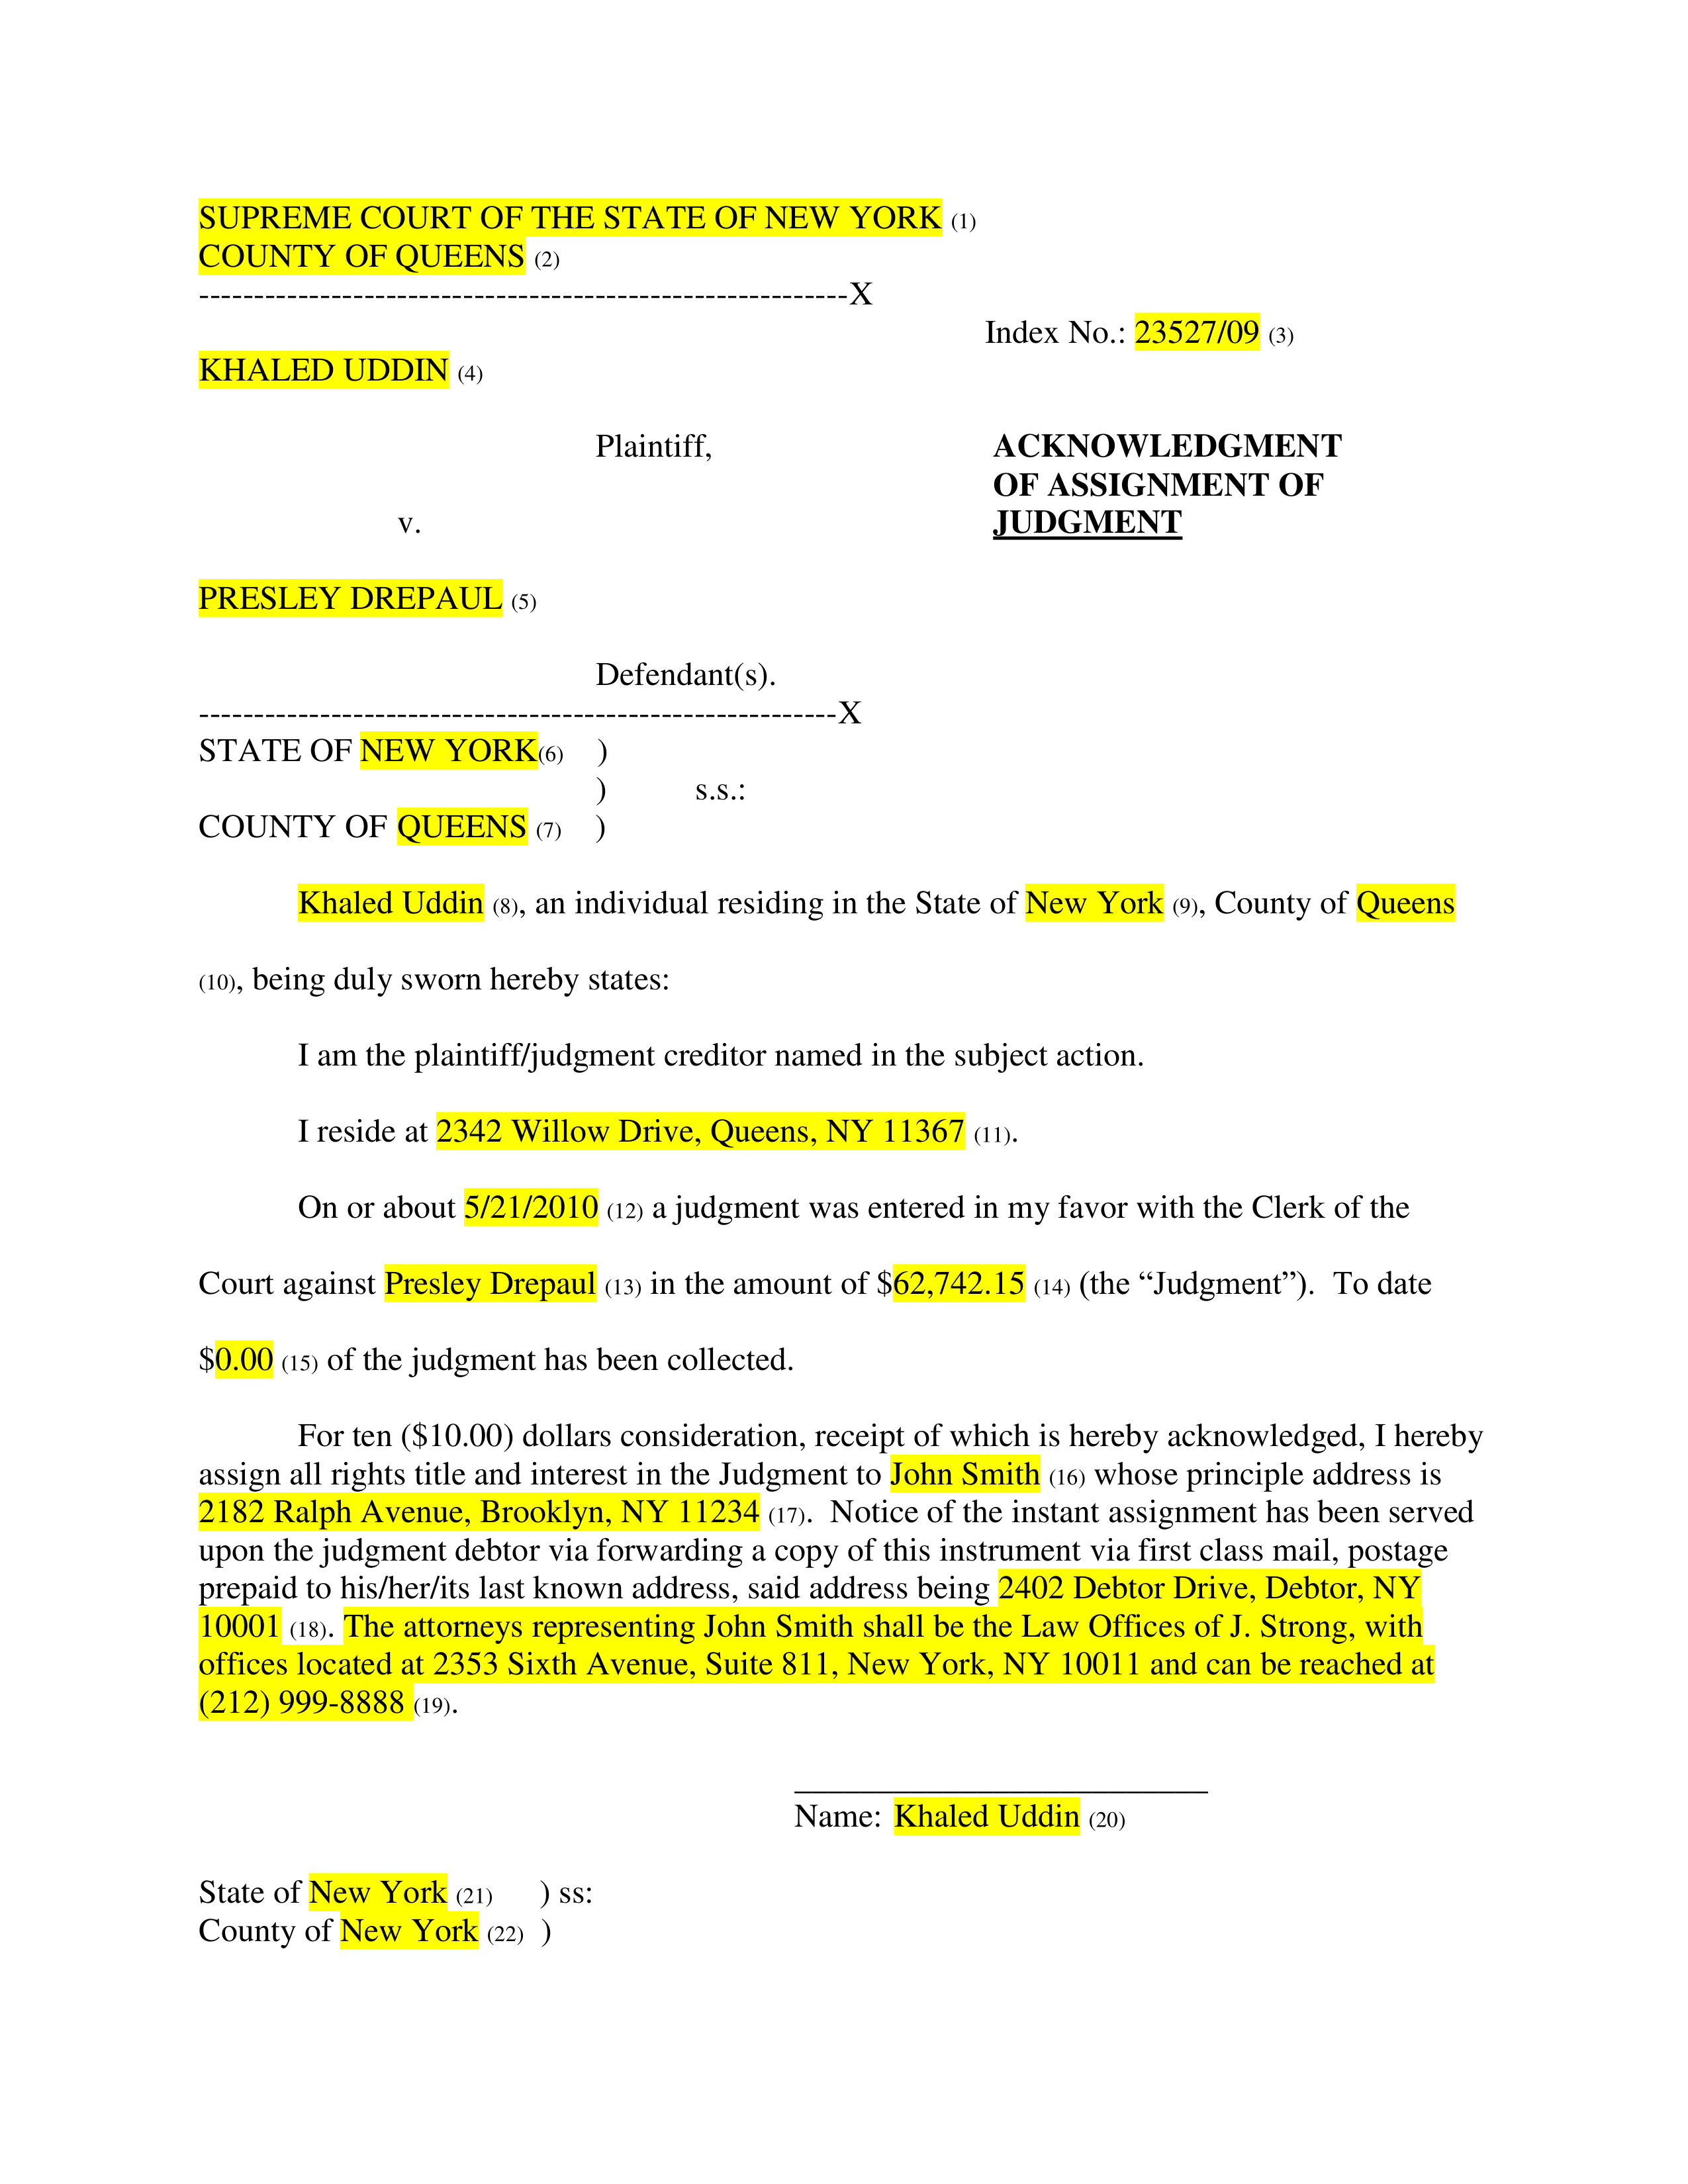 SUPREME COURT OF THE STATE OF NEW YORK (1)
COUNTY OF QUEENS (2)
-----------------------------------------------------------X
Index No.: 23527/09 (3)
KHALED UDDIN (4)
Plaintiff, ACKNOWLEDGMENT
OF ASSIGNMENT OF
v. JUDGMENT
PRESLEY DREPAUL (5)
Defendant(s).
----------------------------------------------------------X
STATE OF NEW YORK(6) )
) s.s.:
COUNTY OF QUEENS (7) )
Khaled Uddin (8), an individual residing in the State of New York (9), County of Queens
(10), being duly sworn hereby states:
I am the plaintiff/judgment creditor named in the subject action.
I reside at 2342 Willow Drive, Queens, NY 11367 (11).
On or about 5/21/2010 (12) a judgment was entered in my favor with the Clerk of the
Court against Presley Drepaul (13) in the amount of $62,742.15 (14) (the “Judgment”).  To date
$0.00 (15) of the judgment has been collected.
For ten ($10.00) dollars consideration, receipt of which is hereby acknowledged, I hereby
assign all rights title and interest in the Judgment to John Smith (16) whose principle address is
2182 Ralph Avenue, Brooklyn, NY 11234 (17).  Notice of the instant assignment has been served
upon the judgment debtor via forwarding a copy of this instrument via first class mail, postage
prepaid to his/her/its last known address, said address being 2402 Debtor Drive, Debtor, NY
10001 (18). The attorneys representing John Smith shall be the Law Offices of J. Strong, with
offices located at 2353 Sixth Avenue, Suite 811, New York, NY 10011 and can be reached at
(212) 999-8888 (19).
_________________________
Name: Khaled Uddin (20)
State of New York (21) ) ss:
County of New York (22) )